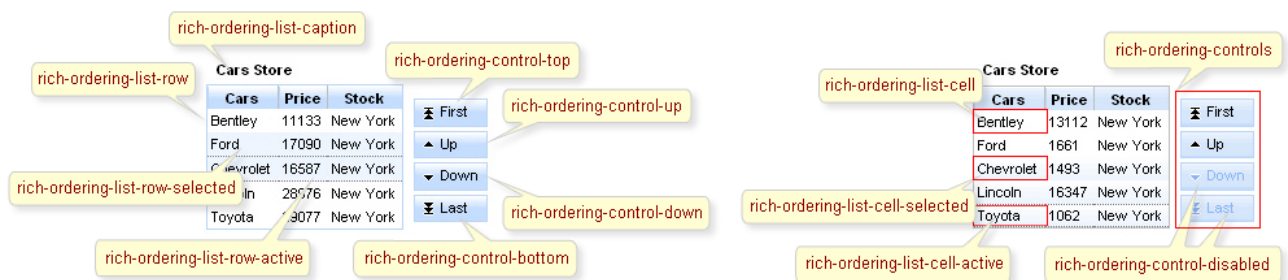 rich-ordering-list-caption
rich-ordering-list-row
rich-ordering-control-top
Cars Store
Cars Price Stock
Bentley 11133 New York
Ford 17090 New York
Chevrolet 16587 New York
28976 New York
Toyota New York
First
Up
Down
Last
rich-ordering-control-up
rich-ordering-list-row-selected
rich-ordering-control-down
rich-ordering-list-row-active
rich-ordering-control-bottom
rich-ordering-controls
rich-ordering-list-cell
Cars Store
Cars Price Stock
Bentley 13112 New York
Ford 1661 New York
Chevrolet 1493 New York
Lincoln 16347 New York
Toyota 1062 New York
First
Up
Down
Last
rich-ordering-list-cell-selected
rich-ordering-list-cell-active
rich-ordering-control-disabled